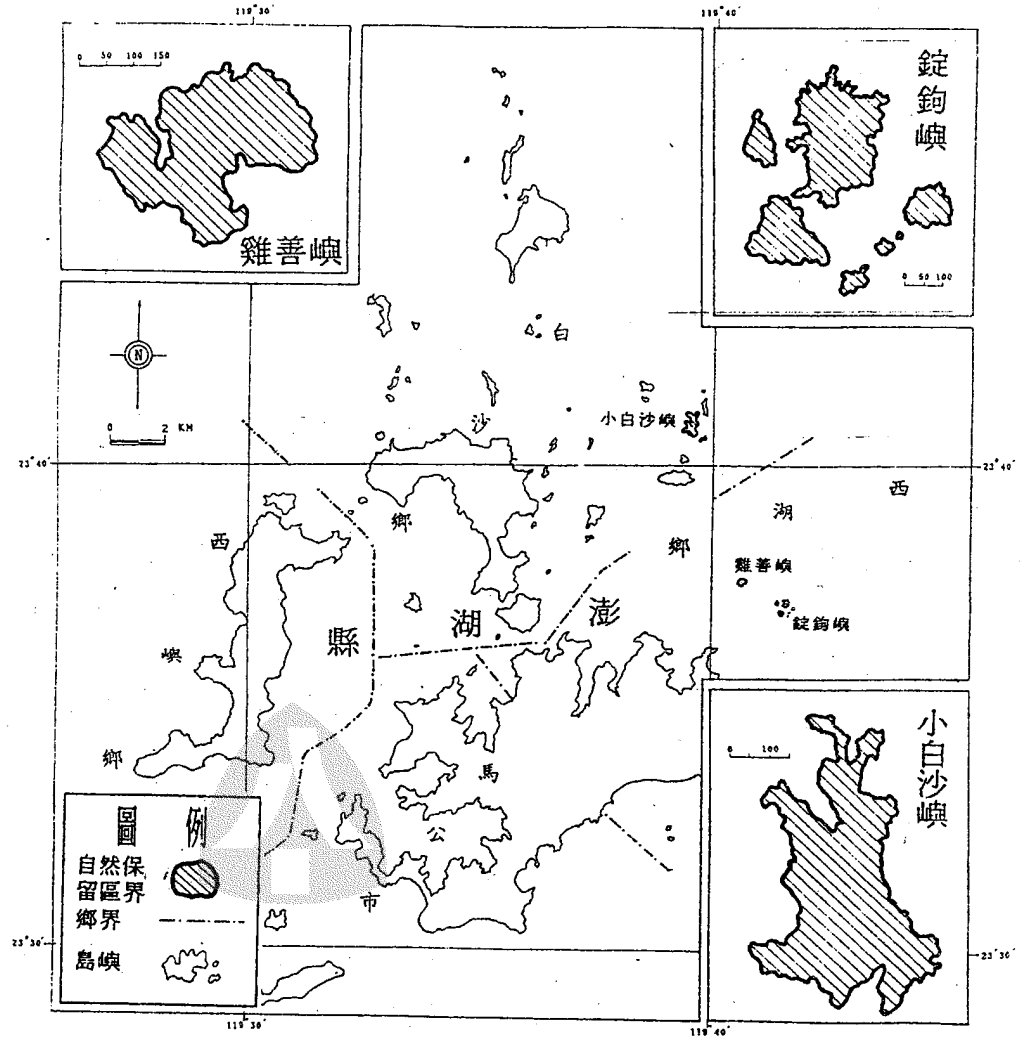 119°30'
119°40'
0 50 100 150
雞善嶼
錠鉤嶼
0 50 100
N
0 2 KM
白
沙
鄉
小白沙嶼
23°40'
23°40'
西
嶼
鄉
湖
西
鄉
雞善嶼
錠鉤嶼
澎
湖
縣
馬
公
市
小白沙嶼
0 100
圖例
自然保
留區界
鄉界
島嶼
23°30'
23°30'
119°30'
119°40'